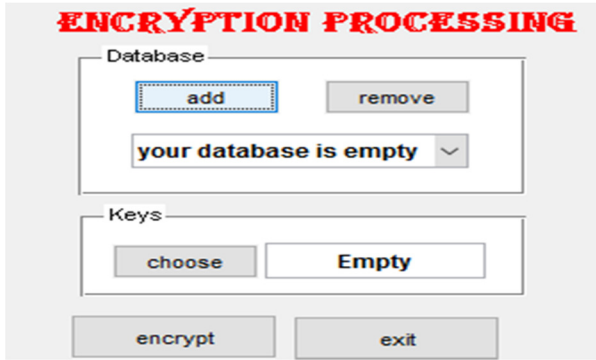 ENCRYPTION PROCESSING
Database
add remove
your database is empty
Keys
choose Empty
encrypt exit